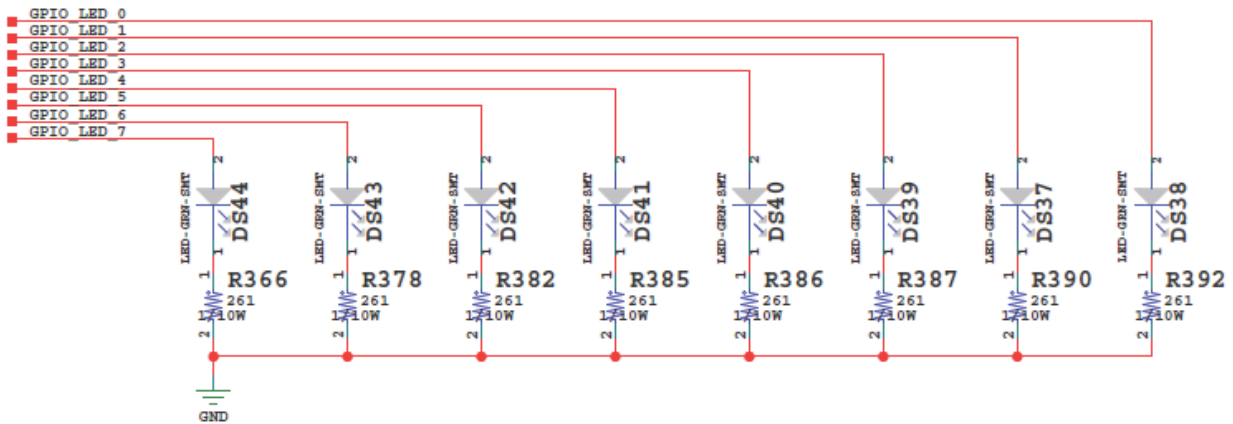 GPIO_LED_0
GPIO_LED_1
GPIO_LED_2
GPIO_LED_3
GPIO_LED_4
GPIO_LED_5
GPIO_LED_6
GPIO_LED_7
2 2 2 2 2 2 2 2
LED-GRN-SMT DS44 LED-GRN-SMT DS43 LED-GRN-SMT DS42 LED-GRN-SMT DS41 LED-GRN-SMT DS40 LED-GRN-SMT DS39 LED-GRN-SMT DS37 LED-GRN-SMT DS38
1 1 1 1 1 1 1 1
1 R366 1 R378 1 R382 1 R385 1 R386 1 R387 1 R390 1 R392
261 261 261 261 261 261 261 261
1/10W 1/10W 1/10W 1/10W 1/10W 1/10W 1/10W 1/10W
2 2 2 2 2 2 2 2
GND